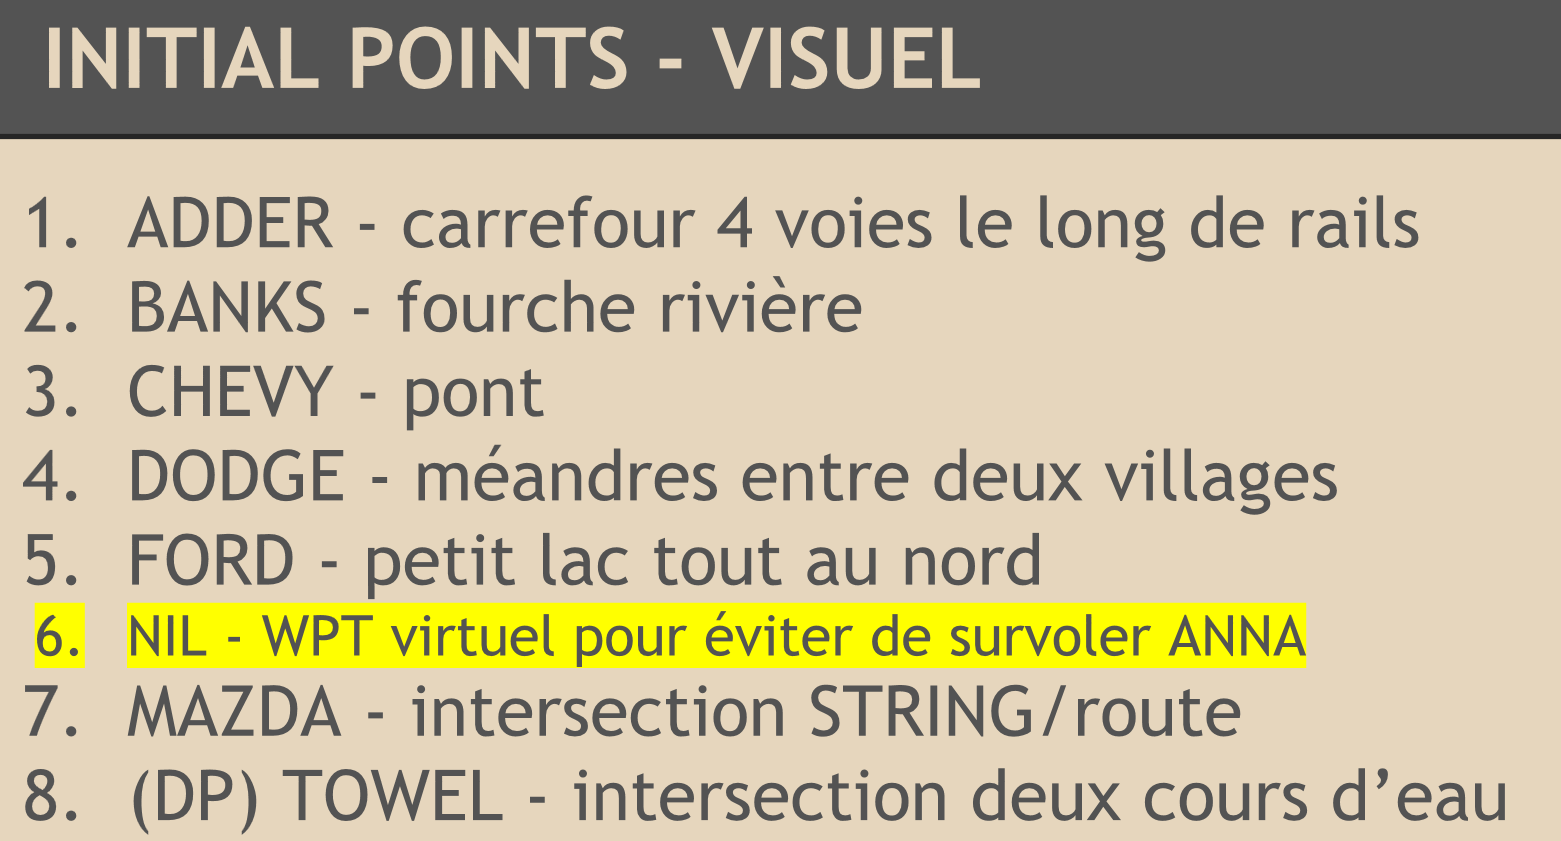 INITIAL POINTS - VISUEL
1. ADDER - carrefour 4 voies le long de rails
2. BANKS - fourche rivière
3. CHEVY - pont
4. DODGE - méandres entre deux villages
5. FORD - petit lac tout au nord
6. NIL - WPT virtuel pour éviter de survoler ANNA
7. MAZDA - intersection STRING/route
8. (DP) TOWEL - intersection deux cours d’eau